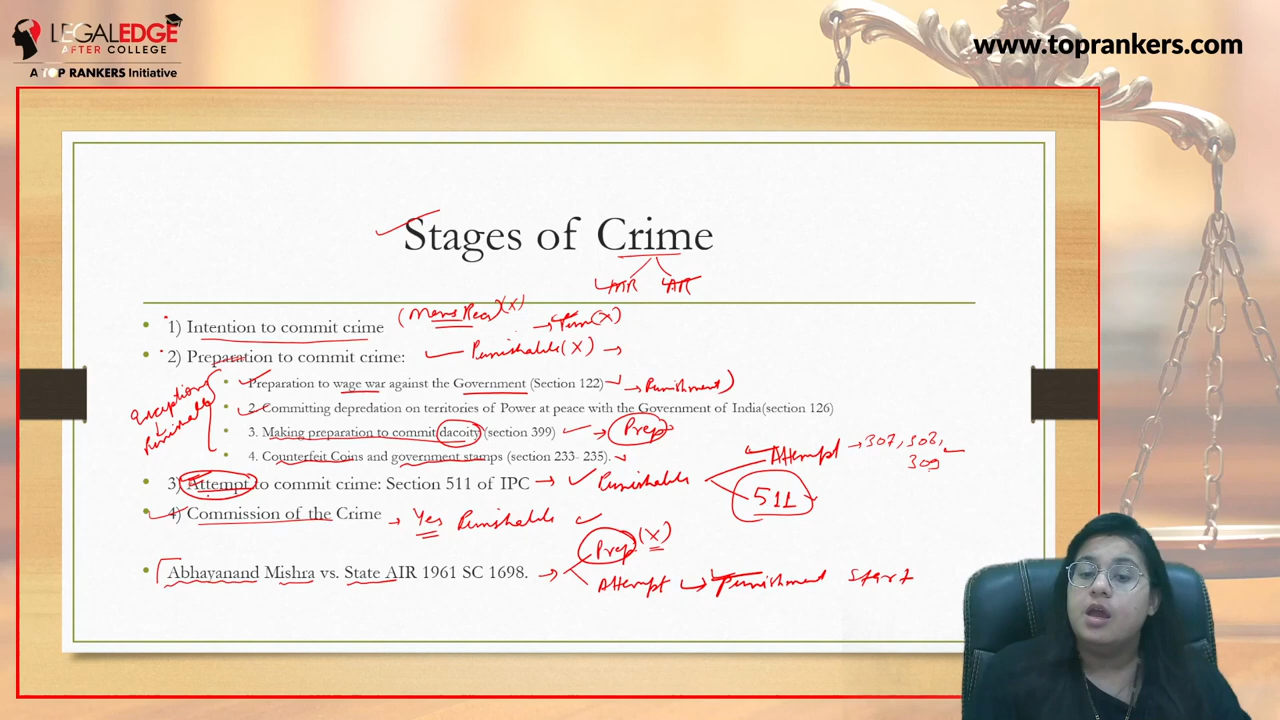 LEGALEDGE
AFTER COLLEGE
A TOP RANKERS Initiative
www.toprankers.com
Stages of Crime
MR AR
1) Intention to commit crime (Mens Rea)(X) → Pun(X)
2) Preparation to commit crime: Punishable(X) →
Preparation to wage war against the Government (Section 122) → Punishment)
2. Committing depredation on territories of Power at peace with the Government of India(section 126)
3. Making preparation to commit dacoity (section 399) → Prep
4. Counterfeit Coins and government stamps (section 233- 235).
Exceptions
↓
Punishable
Attempt → 307, 308,
309
3) Attempt to commit crime: Section 511 of IPC → Punishable
511
4) Commission of the Crime → Yes Punishable
Abhayanand Mishra vs. State AIR 1961 SC 1698. →
Prep (X)
Attempt → Punishment start